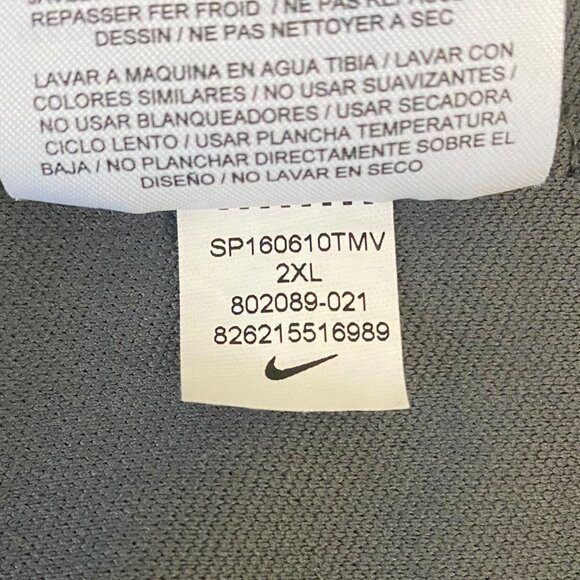 REPASSER FER FROID / NE PAS REPASSER
DESSIN / NE PAS NETTOYER A SEC
LAVAR A MAQUINA EN AGUA TIBIA / LAVAR CON
COLORES SIMILARES / NO USAR SUAVIZANTES /
NO USAR BLANQUEADORES / USAR SECADORA
CICLO LENTO / USAR PLANCHA TEMPERATURA
BAJA / NO PLANCHAR DIRECTAMENTE SOBRE EL
DISEÑO / NO LAVAR EN SECO
SP160610TMV
2XL
802089-021
826215516989